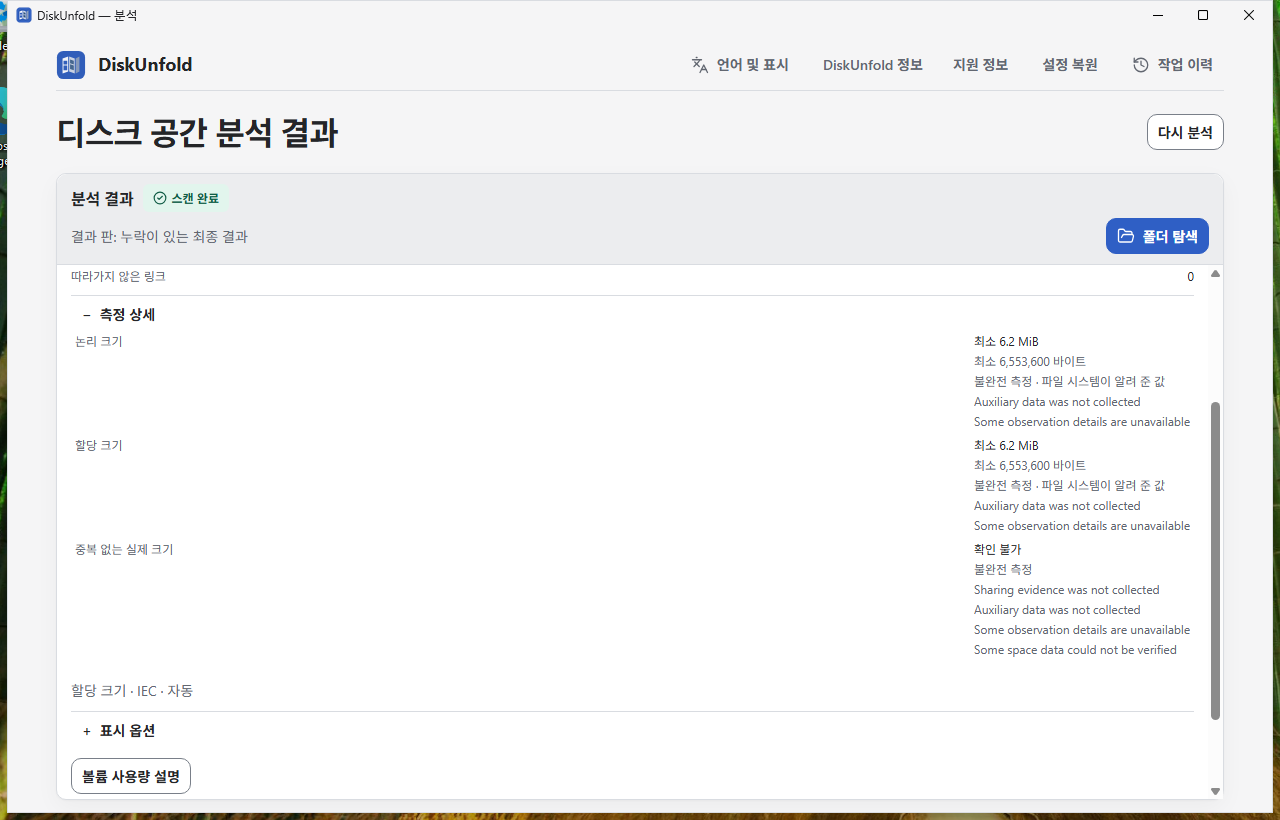 DiskUnfold — 분석
DiskUnfold
언어 및 표시
DiskUnfold 정보
지원 정보
설정 복원
작업 이력
디스크 공간 분석 결과
다시 분석
분석 결과
스캔 완료
결과 판: 누락이 있는 최종 결과
폴더 탐색
따라가지 않은 링크
0
− 측정 상세
논리 크기
최소 6.2 MiB
최소 6,553,600 바이트
불완전 측정 · 파일 시스템이 알려 준 값
Auxiliary data was not collected
Some observation details are unavailable
할당 크기
최소 6.2 MiB
최소 6,553,600 바이트
불완전 측정 · 파일 시스템이 알려 준 값
Auxiliary data was not collected
Some observation details are unavailable
중복 없는 실제 크기
확인 불가
불완전 측정
Sharing evidence was not collected
Auxiliary data was not collected
Some observation details are unavailable
Some space data could not be verified
할당 크기 · IEC · 자동
+ 표시 옵션
볼륨 사용량 설명